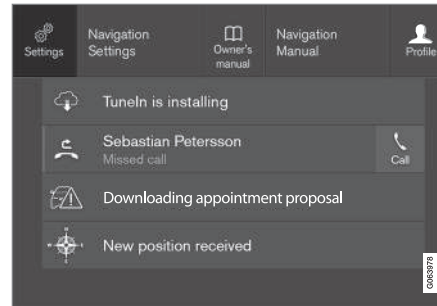 Settings
Navigation
Settings
Owner's
manual
Navigation
Manual
Profile
TuneIn is installing
Sebastian Petersson
Missed call
Call
Downloading appointment proposal
New position received
G063978